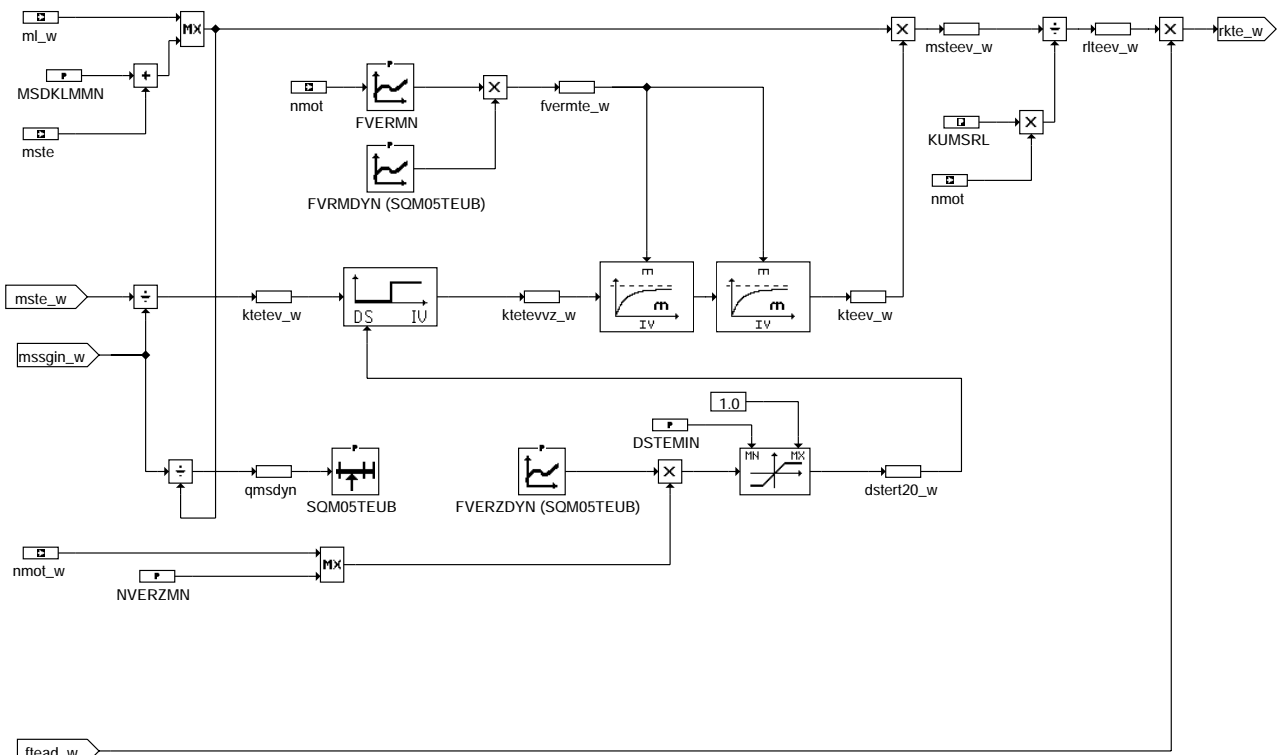 ml_w
MX
MSDKLMMN
P
+
mste
nmot
P
FVERMN
fvermte_w
P
FVRMDYN (SQM05TEUB)
msteev_w
rlteev_w
rkte_w
KUMSRL
nmot
mste_w
ktetev_w
DS IV
ktetevvz_w
m
m
IV
m
m
IV
kteev_w
mssgin_w
1.0
P
DSTEMIN
MN MX
qmsdyn
P
SQM05TEUB
P
FVERZDYN (SQM05TEUB)
dstert20_w
nmot_w
P
NVERZMN
MX
ftead_w